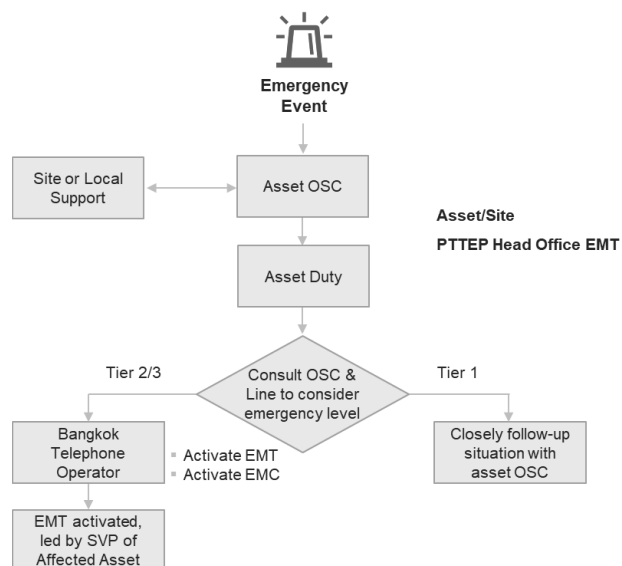 Emergency
Event
Site or Local
Support
Asset OSC
Asset/Site
PTTEP Head Office EMT
Asset Duty
Tier 2/3
Consult OSC &
Line to consider
emergency level
Tier 1
Bangkok
Telephone
Operator
▪ Activate EMT
▪ Activate EMC
Closely follow-up
situation with
asset OSC
EMT activated,
led by SVP of
Affected Asset